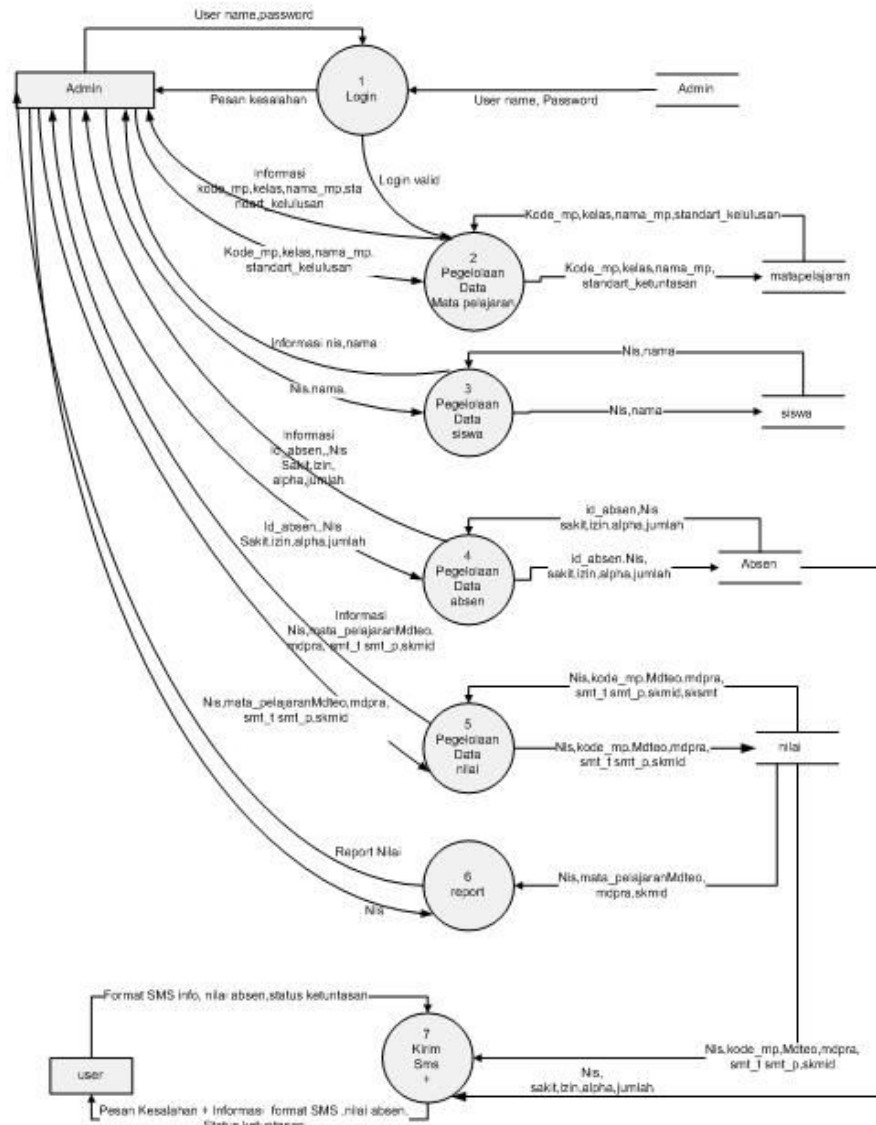 User name,password
Admin
1
Login
Pesan kesalahan
User name, Password
Admin
Informasi
kode_mp,kelas,nama_mp,sta
ndart_kelulusan
Login valid
Kode_mp,kelas,nama_mp,
standart_kelulusan
2
Pegelolaan
Data
Mata pelajaran
Kode_mp,kelas,nama_mp,standart_kelulusan
Kode_mp,kelas,nama_mp,
standart_ketuntasan
matapelajaran
Informasi nis,nama
Nis,nama
3
Pegelolaan
Data
siswa
Nis,nama
Nis,nama
siswa
Informasi
id_absen,,Nis
Sakit,izin,
alpha,jumlah
Id_absen,,Nis
Sakit,izin,alpha,jumlah
4
Pegelolaan
Data
absen
id_absen,Nis
sakit,izin,alpha,jumlah
id_absen.Nis,
sakit,izin,alpha,jumlah
Absen
Informasi
Nis,mata_pelajaranMdteo,
mdpra, smt_t smt_p,skmid
Nis,mata_pelajaranMdteo,mdpra,
smt_t smt_p,skmid
5
Pegelolaan
Data
nilai
Nis,kode_mp,Mdteo,mdpra,
smt_t smt_p,skmid,sksmt
Nis,kode_mp,Mdteo,mdpra,
smt_t smt_p,skmid
nilai
Report Nilai
Nis
6
report
Nis,mata_pelajaranMdteo,
mdpra,skmid
Format SMS info, nilai absen,status ketuntasan
user
7
Kirim
Sms
+
Nis,kode_mp,Mdteo,mdpra,
smt_t smt_p,skmid
Nis,
sakit,izin,alpha,jumlah
Pesan Kesalahan + Informasi format SMS ,nilai absen,
Status ketuntasan